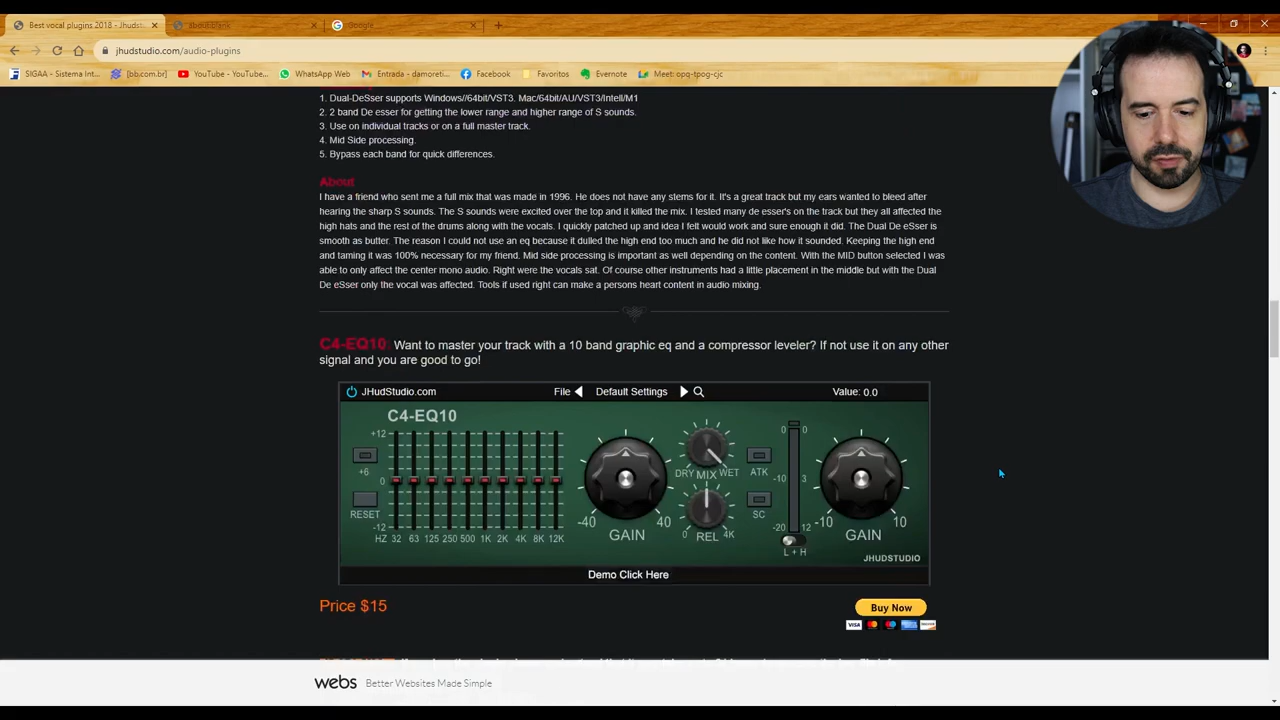 Best vocal plugins 2018 - Jhuds
about:blank
Google
jhudstudio.com/audio-plugins
SIGAA - Sistema Int...
[bb.com.br]
YouTube - YouTube...
WhatsApp Web
Entrada - damoreti...
Facebook
Favoritos
Evernote
Meet: opq-tpog-cjc
1. Dual-DeSser supports Windows//64bit/VST3. Mac/64bit/AU/VST3/Intell/M1
2. 2 band De esser for getting the lower range and higher range of S sounds.
3. Use on individual tracks or on a full master track.
4. Mid Side processing.
5. Bypass each band for quick differences.
About
I have a friend who sent me a full mix that was made in 1996. He does not have any stems for it. It's a great track but my ears wanted to bleed after
hearing the sharp S sounds. The S sounds were excited over the top and it killed the mix. I tested many de esser's on the track but they all affected the
high hats and the rest of the drums along with the vocals. I quickly patched up and idea I felt would work and sure enough it did. The Dual De eSser is
smooth as butter. The reason I could not use an eq because it dulled the high end too much and he did not like how it sounded. Keeping the high end
and taming it was 100% necessary for my friend. Mid side processing is important as well depending on the content. With the MID button selected I was
able to only affect the center mono audio. Right were the vocals sat. Of course other instruments had a little placement in the middle but with the Dual
De eSser only the vocal was affected. Tools if used right can make a persons heart content in audio mixing.
C4-EQ10: Want to master your track with a 10 band graphic eq and a compressor leveler? If not use it on any other
signal and you are good to go!
JHudStudio.com File Default Settings Value: 0.0
C4-EQ10
+12
+6
0
RESET
-12
HZ 32 63 125 250 500 1K 2K 4K 8K 12K
-40 40
GAIN
DRY MIX WET
0 4K
REL
ATK
SC
0 0
-10 3
-20 12
L + H
-10 10
GAIN
JHUDSTUDIO
Demo Click Here
Price $15
Buy Now
VISA
webs Better Websites Made Simple